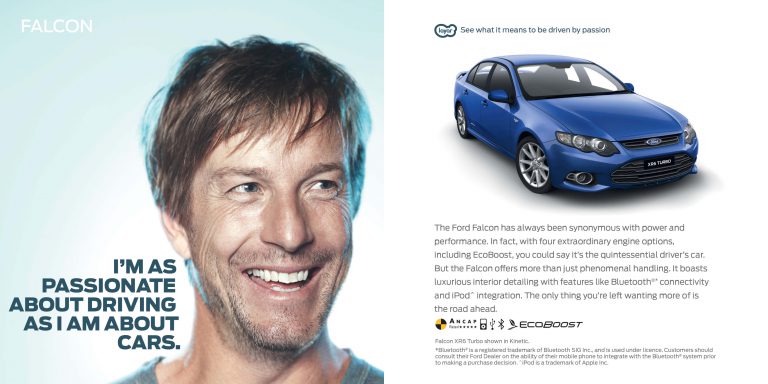 FALCON
I'M AS
PASSIONATE
ABOUT DRIVING
AS I AM ABOUT
CARS.
layar
See what it means to be driven by passion
Ford
XR6 TURBO
The Ford Falcon has always been synonymous with power and
performance. In fact, with four extraordinary engine options,
including EcoBoost, you could say it's the quintessential driver's car.
But the Falcon offers more than just phenomenal handling. It boasts
luxurious interior detailing with features like Bluetooth®* connectivity
and iPod^ integration. The only thing you're left wanting more of is
the road ahead.
ANCAP
ECOBOOST
Falcon XR6 Turbo shown in Kinetic.
*Bluetooth® is a registered trademark of Bluetooth SIG Inc., and is used under licence. Customers should
consult their Ford Dealer on the ability of their mobile phone to integrate with the Bluetooth® system prior
to making a purchase decision. ^iPod is a trademark of Apple Inc.